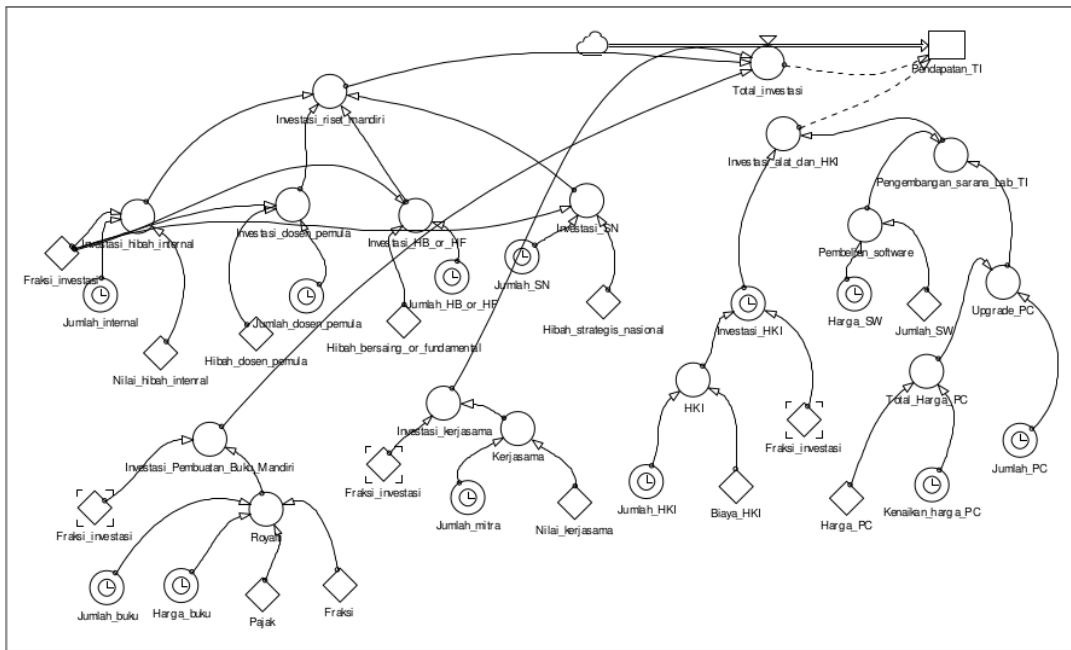 Pendapatan_TI
Total_investasi
Investasi_riset_mandiri
Investasi_alat_dan_HKI
Pengembangan_sarana_Lab_TI
Investasi_hibah_internal
Investasi_dosen_pemula
Investasi_HB_or_HF
Investasi_SN
Pembelian_software
Fraksi_investasi
Jumlah_internal
Jumlah_dosen_pemula
Jumlah_HB_or_HF
Jumlah_SN
Hibah_strategis_nasional
Investasi_HKI
Harga_SW
Jumlah_SW
Upgrade_PC
Nilai_hibah_intenral
Hibah_dosen_pemula
Hibah_bersaing_or_fundamental
HKI
Total_Harga_PC
Investasi_kerjasama
Kerjasama
Fraksi_investasi
Jumlah_PC
Investasi_Pembuatan_Buku_Mandiri
Fraksi_investasi
Jumlah_mitra
Nilai_kerjasama
Jumlah_HKI
Biaya_HKI
Harga_PC
Kenaikan_harga_PC
Fraksi_investasi
Royalti
Jumlah_buku
Harga_buku
Pajak
Fraksi